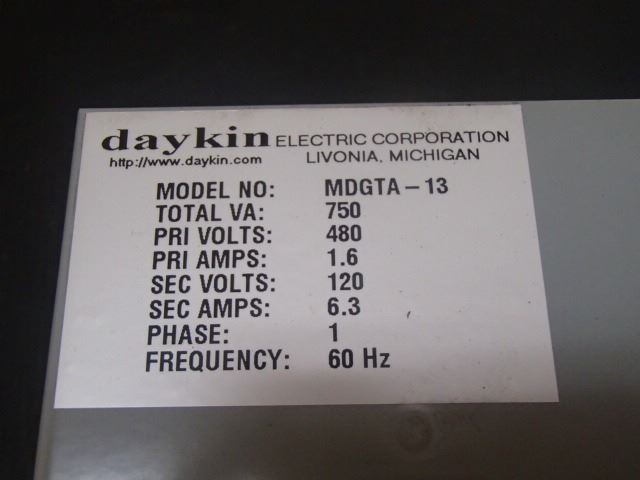 daykin ELECTRIC CORPORATION
http://www.daykin.com LIVONIA, MICHIGAN
MODEL NO: MDGTA-13
TOTAL VA: 750
PRI VOLTS: 480
PRI AMPS: 1.6
SEC VOLTS: 120
SEC AMPS: 6.3
PHASE: 1
FREQUENCY: 60 Hz